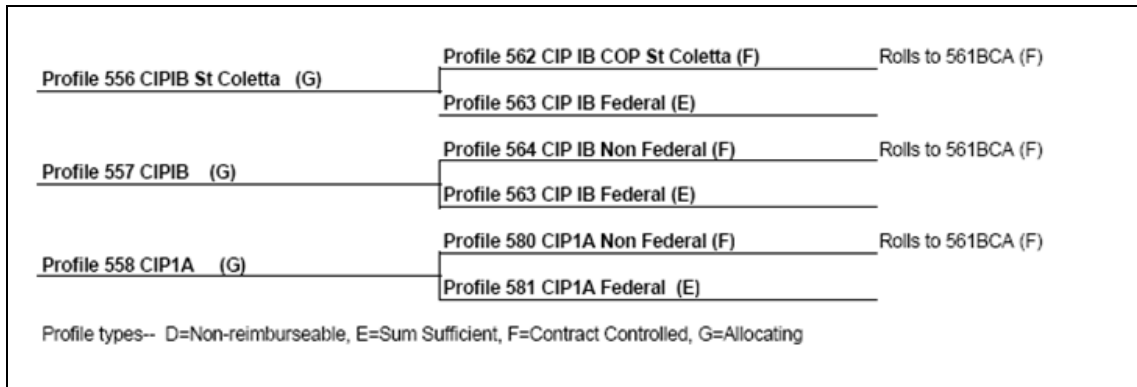 Profile 562 CIP IB COP St Coletta (F) Rolls to 561BCA (F)
Profile 556 CIPIB St Coletta (G)
Profile 563 CIP IB Federal (E)
Profile 564 CIP IB Non Federal (F) Rolls to 561BCA (F)
Profile 557 CIPIB (G)
Profile 563 CIP IB Federal (E)
Profile 580 CIP1A Non Federal (F) Rolls to 561BCA (F)
Profile 558 CIP1A (G)
Profile 581 CIP1A Federal (E)
Profile types-- D=Non-reimburseable, E=Sum Sufficient, F=Contract Controlled, G=Allocating